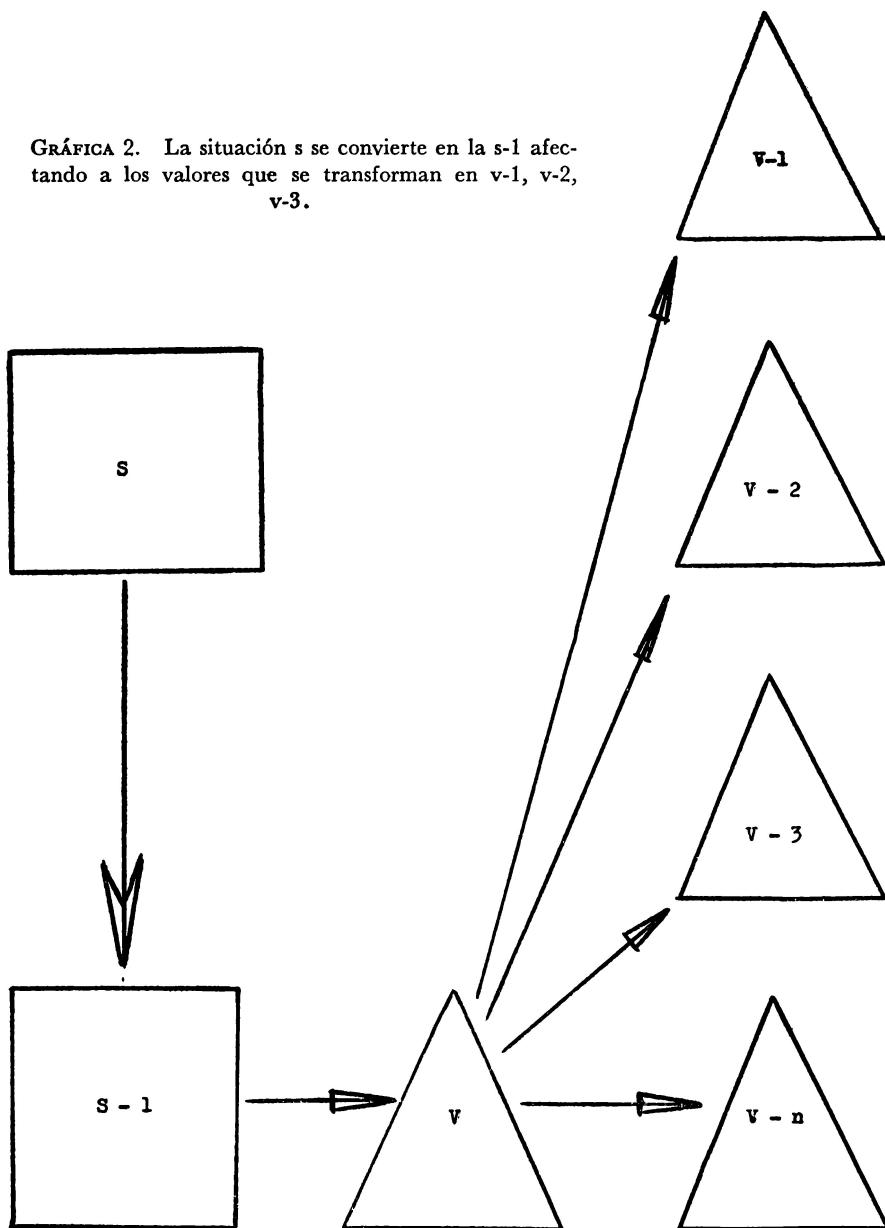 GRÁFICA 2. La situación s se convierte en la s-1 afec-
tando a los valores que se transforman en v-1, v-2,
v-3.
V-1
S
V - 2
V - 3
S - 1
V
V - n